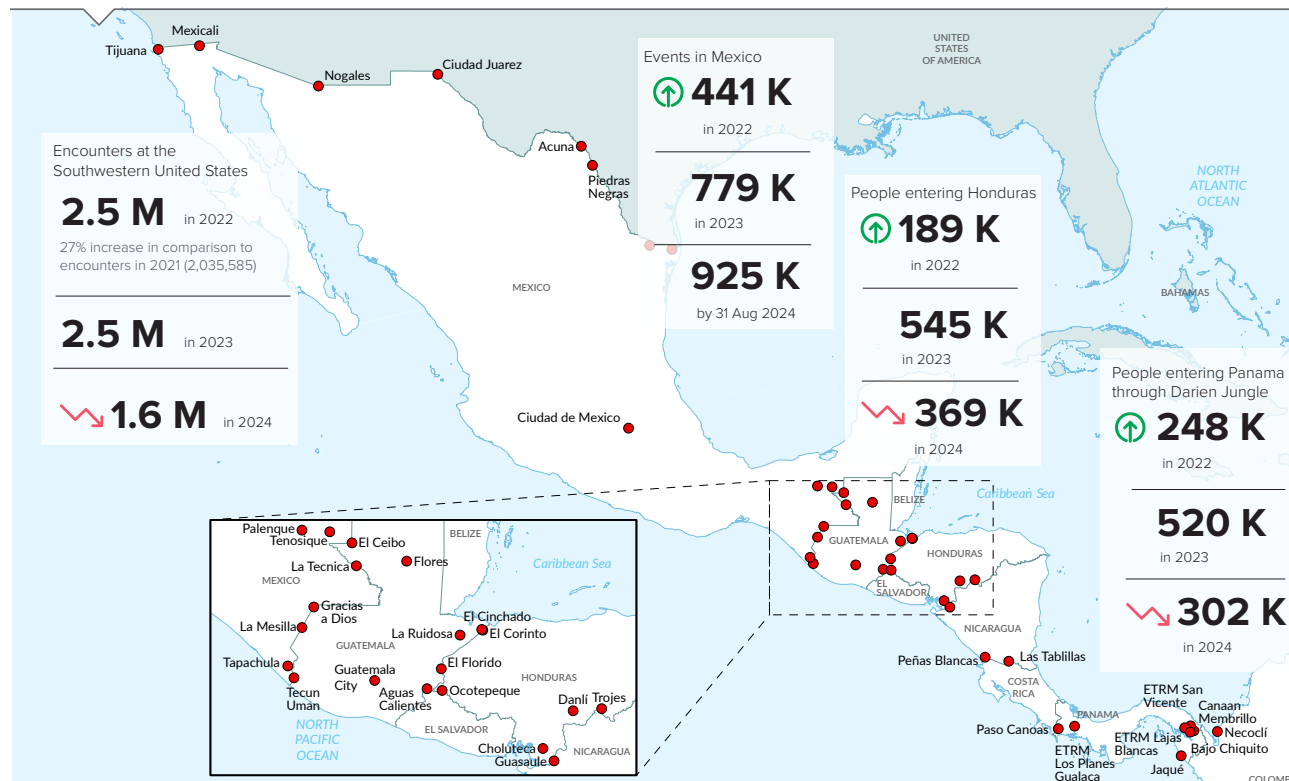 Mexicali
Tijuana
Nogales
Ciudad Juarez
Acuna
Piedras
Negras
UNITED
STATES
OF AMERICA
NORTH
ATLANTIC
OCEAN
BAHAMAS
MEXICO
Ciudad de Mexico
Encounters at the
Southwestern United States
2.5 M in 2022
27% increase in comparison to
encounters in 2021 (2,035,585)
2.5 M in 2023
1.6 M in 2024
Events in Mexico
441 K
in 2022
779 K
in 2023
925 K
by 31 Aug 2024
People entering Honduras
189 K
in 2022
545 K
in 2023
369 K
in 2024
People entering Panama
through Darien Jungle
248 K
in 2022
520 K
in 2023
302 K
in 2024
BELIZE
Caribbean Sea
GUATEMALA
HONDURAS
EL
SALVADOR
NICARAGUA
Peñas Blancas
Las Tablillas
COSTA
RICA
PANAMA
Paso Canoas
ETRM
Los Planes
Gualaca
ETRM San
Vicente
Canaan
Membrillo
ETRM Lajas
Blancas
Necoclí
Bajo Chiquito
Jaqué
COLOM
Palenque
Tenosique
El Ceibo
BELIZE
La Tecnica
Flores
Caribbean Sea
MEXICO
Gracias
a Dios
La Mesilla
El Cinchado
El Corinto
La Ruidosa
GUATEMALA
Tapachula
Guatemala
City
El Florido
HONDURAS
Tecun
Uman
Aguas
Calientes
Ocotepeque
Danlí
Trojes
NORTH
PACIFIC
OCEAN
EL SALVADOR
Choluteca
Guasaule
NICARAGUA